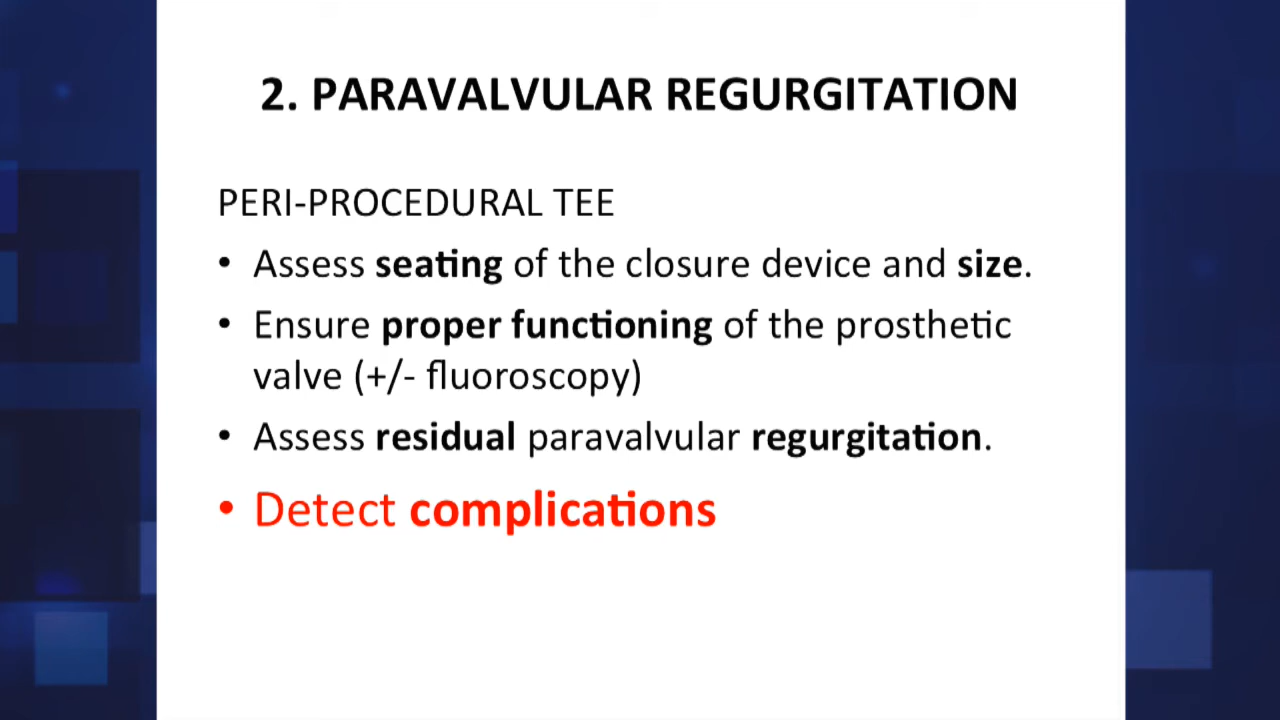 2. PARAVALVULAR REGURGITATION
PERI-PROCEDURAL TEE
• Assess seating of the closure device and size.
• Ensure proper functioning of the prosthetic
valve (+/- fluoroscopy)
• Assess residual paravalvular regurgitation.
• Detect complications